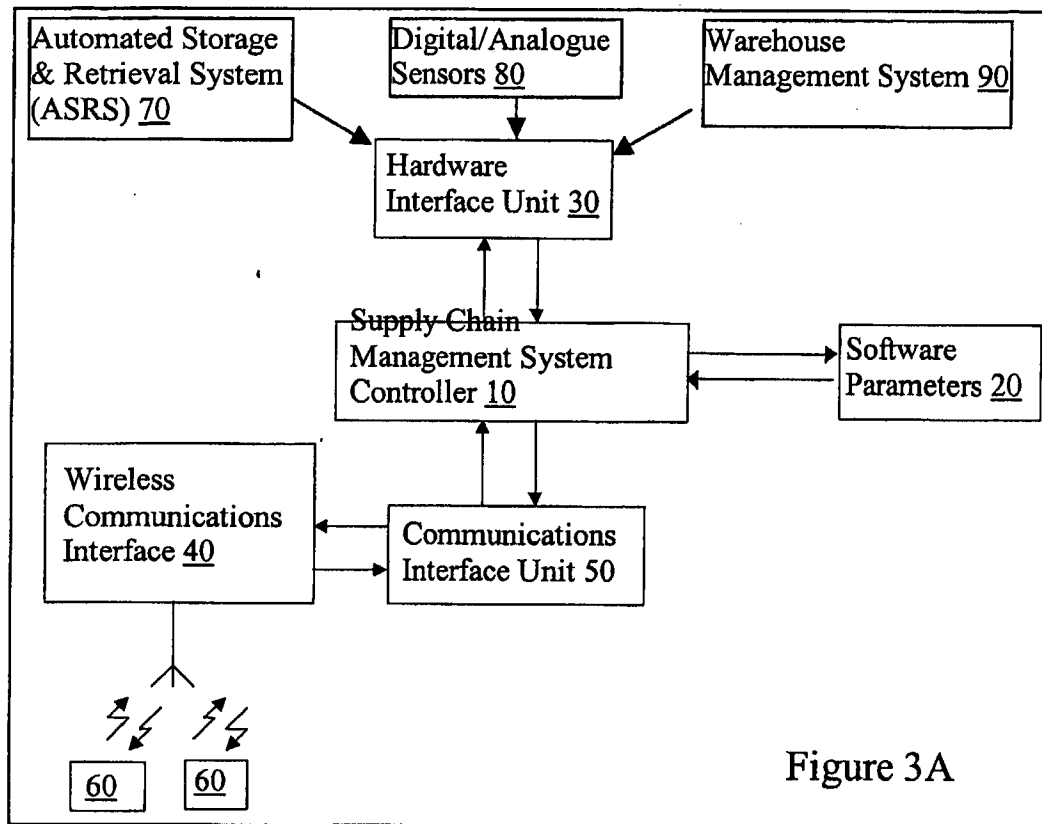 Automated Storage
& Retrieval System
(ASRS) 70
Digital/Analogue
Sensors 80
Warehouse
Management System 90
Hardware
Interface Unit 30
Supply Chain
Management System
Controller 10
Software
Parameters 20
Wireless
Communications
Interface 40
Communications
Interface Unit 50
60
60
Figure 3A